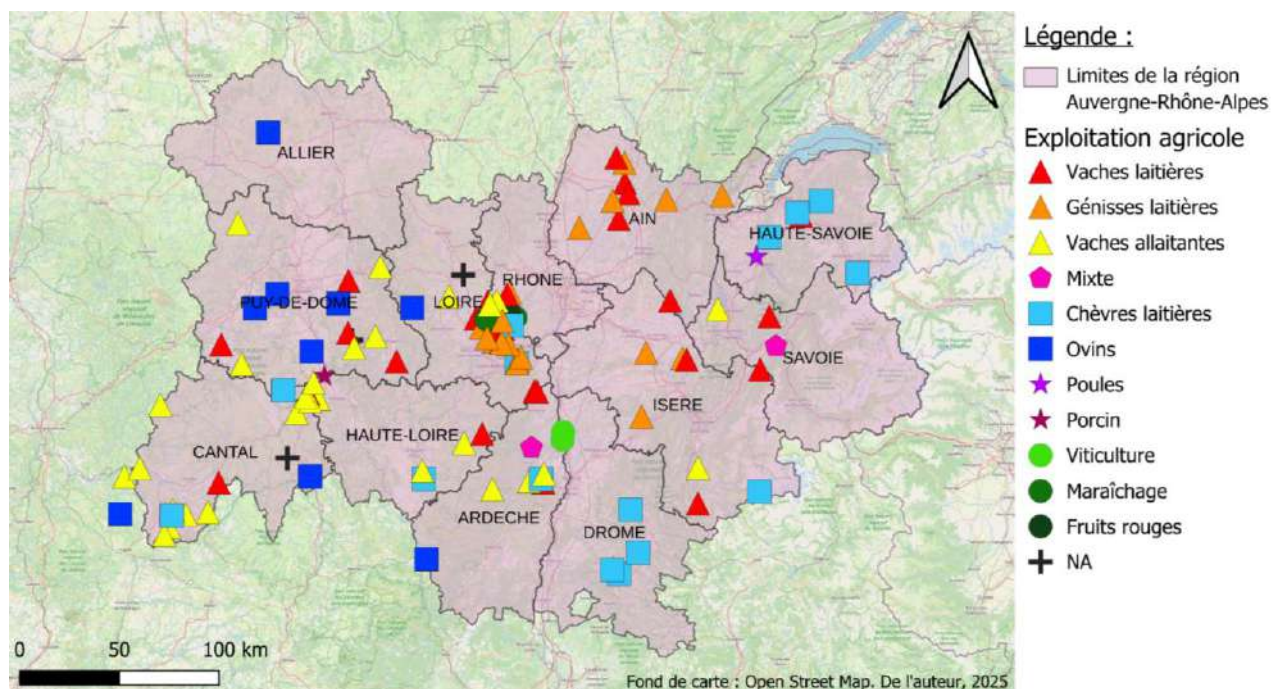 ALLIER
AIN
HAUTE-SAVOIE
PUY-DE-DOME
LOIRE
RHONE
SAVOIE
ISERE
CANTAL
HAUTE-LOIRE
ARDECHE
DROME
0 50 100 km
Fond de carte : Open Street Map. De l'auteur, 2025
Légende :
Limites de la région
Auvergne-Rhône-Alpes
Exploitation agricole
Vaches laitières
Génisses laitières
Vaches allaitantes
Mixte
Chèvres laitières
Ovins
Poules
Porcin
Viticulture
Maraîchage
Fruits rouges
NA